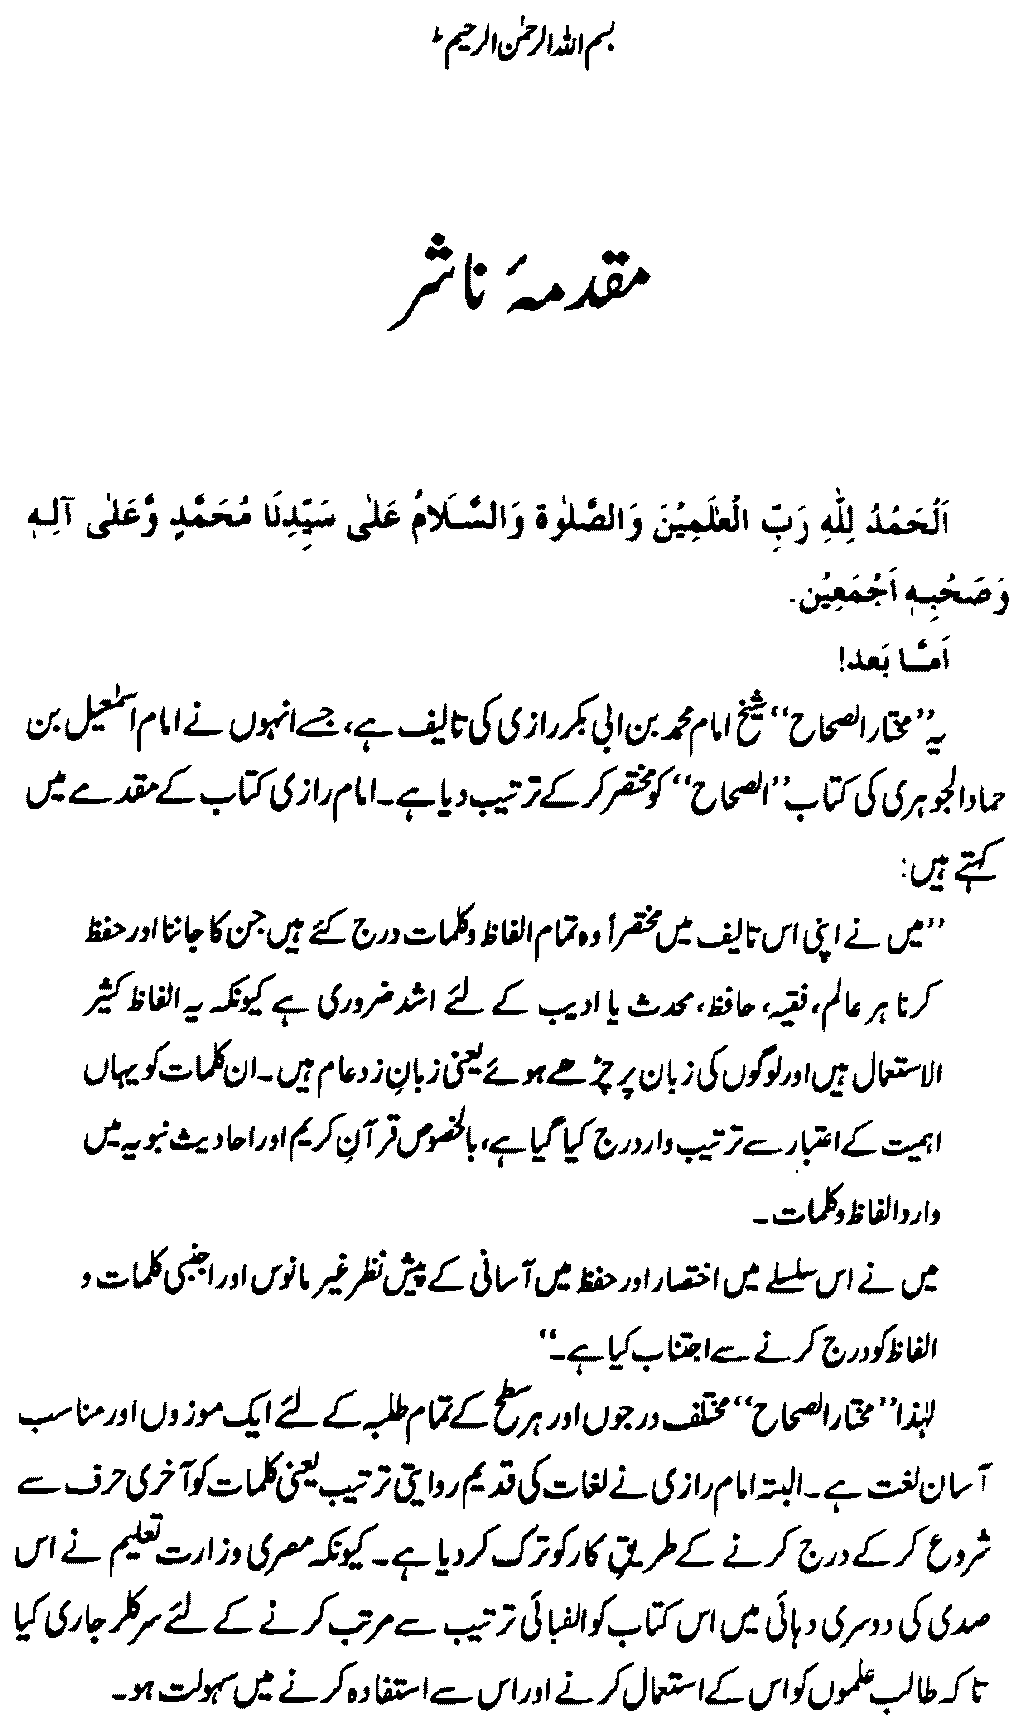 بسم اللہ الرحمٰن الرحیم ط
مقدمۂ ناشر
اَلْحَمْدُ لِلّٰهِ رَبِّ الْعٰلَمِيْنَ وَالصَّلٰوة وَالسَّلَامُ عَلٰى سَيِّدِنَا مُحَمَّدٍ وَّعَلٰى آلِـهٖ
وَصَحْبِـهٖ اَجْمَعِيْن۔
اَمَّـا بَعد!
یہ ’’مختار الصحاح‘‘ شیخ امام محمد بن ابی بکر رازی کی تالیف ہے، جسے انہوں نے امام اسمٰعیل بن
حماد الجوہری کی کتاب ’’الصحاح‘‘ کو مختصر کر کے ترتیب دیا ہے۔ امام رازی کتاب کے مقدمے میں
کہتے ہیں:
’’میں نے اپنی اس تالیف میں مختصراً وہ تمام الفاظ و کلمات درج کئے ہیں جن کا جاننا اور حفظ
کرنا ہر عالم، فقیہ، حافظ، محدث یا ادیب کے لئے اشد ضروری ہے کیونکہ یہ الفاظ کثیر
الاستعمال ہیں اور لوگوں کی زبان پر چڑھے ہوئے یعنی زبانِ زد عام ہیں۔ ان کلمات کو یہاں
اہمیت کے اعتبار سے ترتیب وار درج کیا گیا ہے، بالخصوص قرآنِ کریم اور احادیث نبویہ میں
وارد الفاظ و کلمات۔
میں نے اس سلسلے میں اختصار اور حفظ میں آسانی کے پیش نظر غیر مانوس اور اجنبی کلمات و
الفاظ کو درج کرنے سے اجتناب کیا ہے۔‘‘
لہٰذا ’’مختار الصحاح‘‘ مختلف درجوں اور ہر سطح کے تمام طلبہ کے لئے ایک موزوں اور مناسب
آسان لغت ہے۔ البتہ امام رازی نے لغات کی قدیم روایتی ترتیب یعنی کلمات کو آخری حرف سے
شروع کر کے درج کرنے کے طریقِ کار کو ترک کر دیا ہے۔ کیونکہ مصری وزارت تعلیم نے اس
صدی کی دوسری دہائی میں اس کتاب کو الفبائی ترتیب سے مرتب کرنے کے لئے سرکلر جاری کیا
تاکہ طالب علموں کو اس کے استعمال کرنے اور اس سے استفادہ کرنے میں سہولت ہو۔